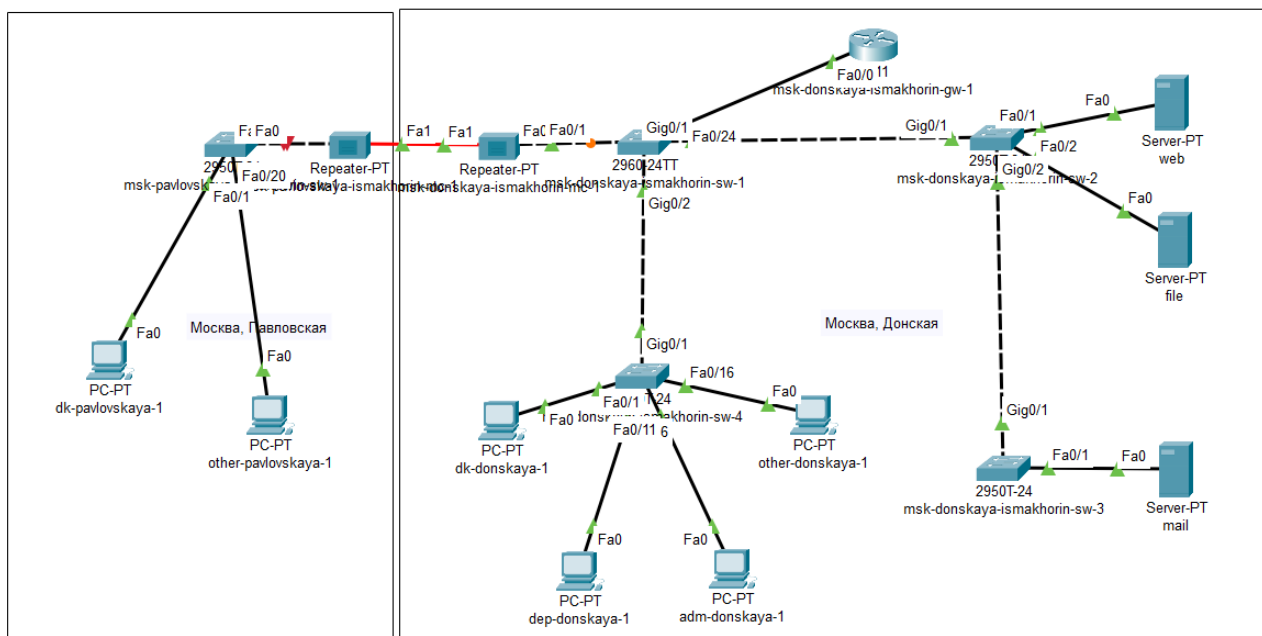 11
Fa0/0
msk-donskaya-ismakhorin-gw-1
Fa0
Fa1
Fa1
Fa0/1
Gig0/1
Fa0/24
Gig0/1
Fa0/1
Fa0
Server-PT
web
Repeater-PT
Repeater-PT
2960-24TT
msk-donskaya-ismakhorin-sw-1
Fa0/2
Gig0/2
Fa0/20
Fa0/1
Gig0/2
Fa0
Server-PT
file
Москва, Павловская
Москва, Донская
Fa0
PC-PT
dk-pavlovskaya-1
Fa0
PC-PT
other-pavlovskaya-1
Gig0/1
Fa0/16
Fa0
Fa0/1
Fa0
Fa0/11
6
PC-PT
dk-donskaya-1
PC-PT
other-donskaya-1
Gig0/1
Fa0/1
Fa0
2950T-24
msk-donskaya-ismakhorin-sw-3
Server-PT
mail
Fa0
PC-PT
dep-donskaya-1
Fa0
PC-PT
adm-donskaya-1